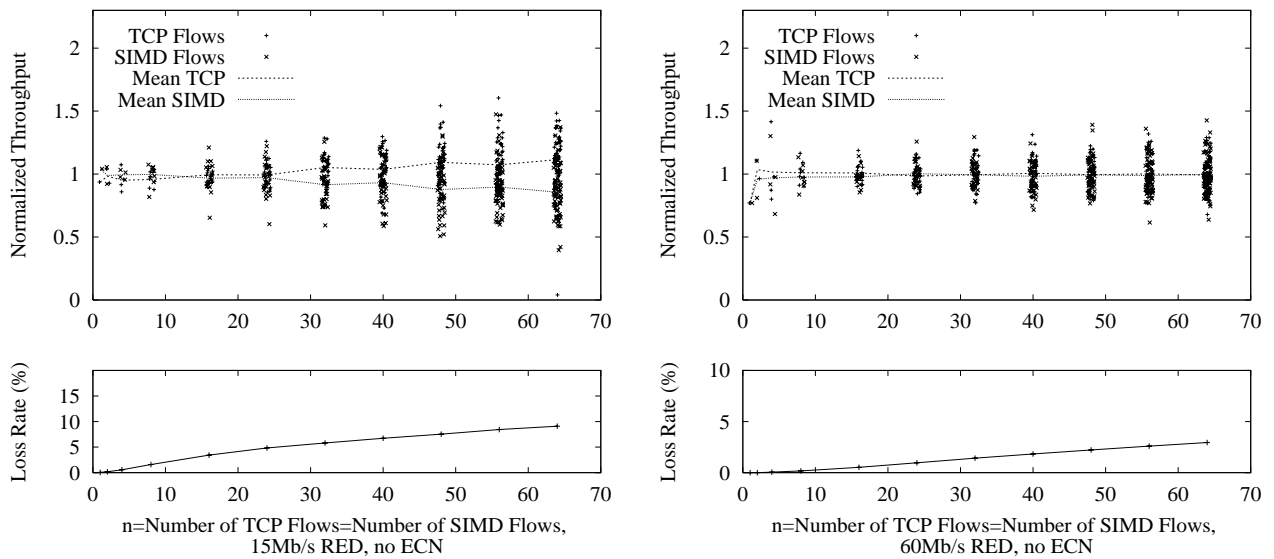 2
1.5
1
0.5
0
Normalized Throughput
TCP Flows
SIMD Flows
Mean TCP
Mean SIMD
0 10 20 30 40 50 60 70
15
10
5
0
Loss Rate (%)
0 10 20 30 40 50 60 70
n=Number of TCP Flows=Number of SIMD Flows,
15Mb/s RED, no ECN
2
1.5
1
0.5
0
Normalized Throughput
TCP Flows
SIMD Flows
Mean TCP
Mean SIMD
0 10 20 30 40 50 60 70
10
5
0
Loss Rate (%)
0 10 20 30 40 50 60 70
n=Number of TCP Flows=Number of SIMD Flows,
60Mb/s RED, no ECN